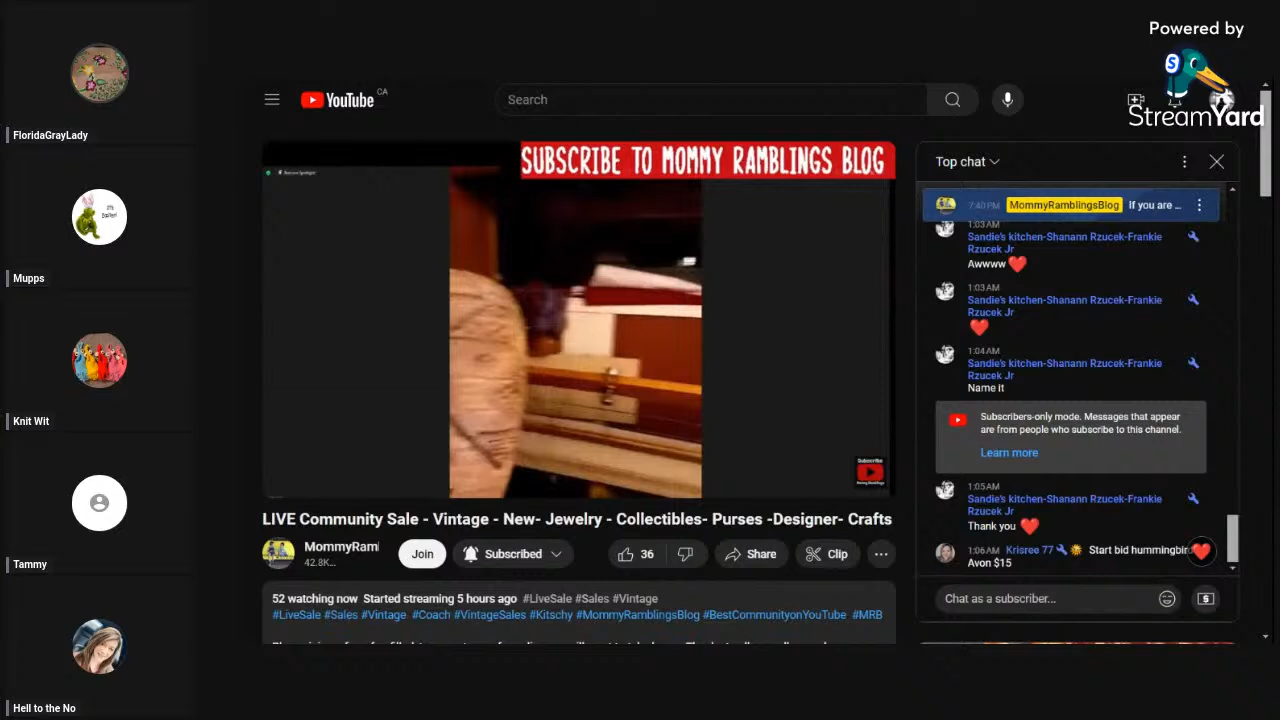 Powered by
StreamYard
FloridaGrayLady
Mupps
Knit Wit
Tammy
Hell to the No
YouTube CA
Search
SUBSCRIBE TO MOMMY RAMBLINGS BLOG
Subscribe
LIVE Community Sale - Vintage - New- Jewelry - Collectibles- Purses -Designer- Crafts
MommyRaml
42.8K...
Join
Subscribed
36
Share
Clip
52 watching now Started streaming 5 hours ago #LiveSale #Sales #Vintage
#LiveSale #Sales #Vintage #Coach #VintageSales #Kitschy #MommyRamblingsBlog #BestCommunityonYouTube #MRB
Top chat
7:40 PM MommyRamblingsBlog If you are ...
1:03 AM
Sandie's kitchen-Shanann Rzucek-Frankie
Rzucek Jr
Awwww ❤️
1:03 AM
Sandie's kitchen-Shanann Rzucek-Frankie
Rzucek Jr
❤️
1:04 AM
Sandie's kitchen-Shanann Rzucek-Frankie
Rzucek Jr
Name it
Subscribers-only mode. Messages that appear
are from people who subscribe to this channel.
Learn more
1:05 AM
Sandie's kitchen-Shanann Rzucek-Frankie
Rzucek Jr
Thank you ❤️
1:06 AM Krisree 77 Start bid hummingbird
Avon $15
Chat as a subscriber...